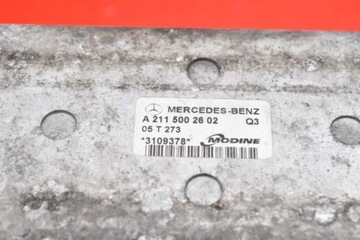 MERCEDES-BENZ
A 211 500 26 02 Q3
05 T 273
*3109378* MODINE